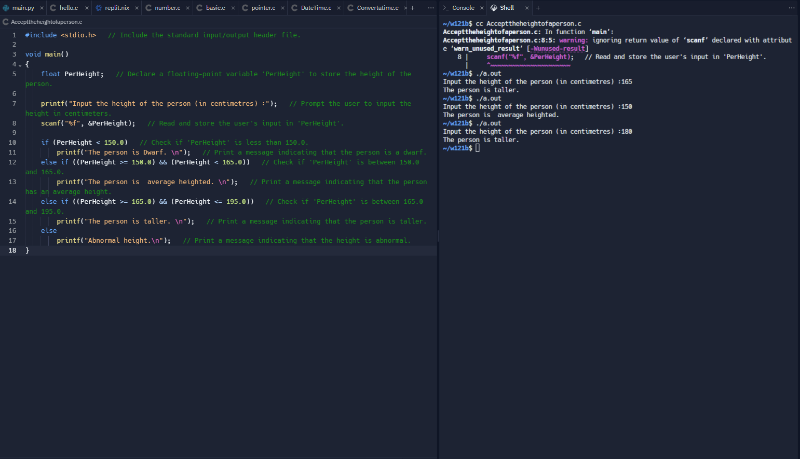 main.py × hello.c × replit.nix × number.c × basic.c × pointer.c × DateTime.c × Convertatime.c × + ···
Accepttheheightofaperson.c
1 #include <stdio.h> // Include the standard input/output header file.
2
3 void main()
4 {
5 float PerHeight; // Declare a floating-point variable 'PerHeight' to store the height of the
person.
6
7 printf("Input the height of the person (in centimetres) :"); // Prompt the user to input the
height in centimeters.
8 scanf("%f", &PerHeight); // Read and store the user's input in 'PerHeight'.
9
10 if (PerHeight < 150.0) // Check if 'PerHeight' is less than 150.0.
11 printf("The person is Dwarf. \n"); // Print a message indicating that the person is a dwarf.
12 else if ((PerHeight >= 150.0) && (PerHeight < 165.0)) // Check if 'PerHeight' is between 150.0
and 165.0.
13 printf("The person is  average heighted. \n"); // Print a message indicating that the person
has an average height.
14 else if ((PerHeight >= 165.0) && (PerHeight <= 195.0)) // Check if 'PerHeight' is between 165.0
and 195.0.
15 printf("The person is taller. \n"); // Print a message indicating that the person is taller.
16 else
17 printf("Abnormal height.\n"); // Print a message indicating that the height is abnormal.
18 }
Console × Shell × +
~/w121b$ cc Accepttheheightofaperson.c
Accepttheheightofaperson.c: In function 'main':
Accepttheheightofaperson.c:8:5: warning: ignoring return value of 'scanf' declared with attribut
e 'warn_unused_result' [-Wunused-result]
8 | scanf("%f", &PerHeight); // Read and store the user's input in 'PerHeight'.
| ^~~~~~~~~~~~~~~~~~~~~~~
~/w121b$ ./a.out
Input the height of the person (in centimetres) :165
The person is taller.
~/w121b$ ./a.out
Input the height of the person (in centimetres) :150
The person is  average heighted.
~/w121b$ ./a.out
Input the height of the person (in centimetres) :180
The person is taller.
~/w121b$